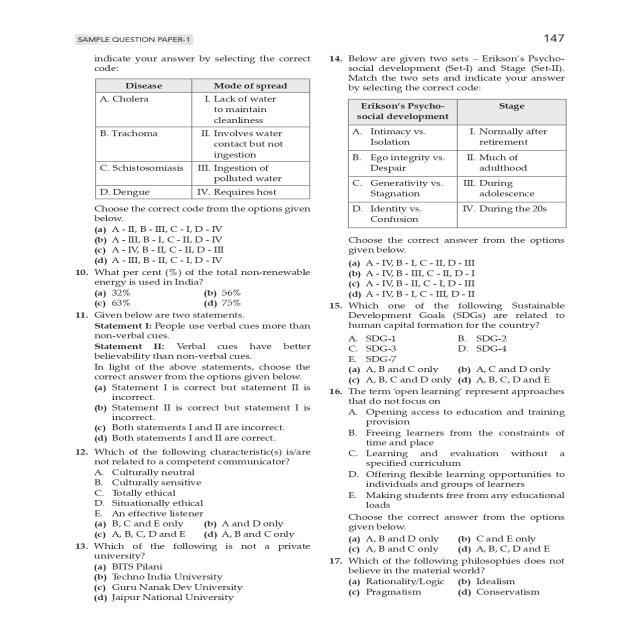 SAMPLE QUESTION PAPER-1
147
indicate your answer by selecting the correct
code:
Disease Mode of spread
A. Cholera I. Lack of water
to maintain
cleanliness
B. Trachoma II. Involves water
contact but not
ingestion
C. Schistosomiasis III. Ingestion of
polluted water
D. Dengue IV. Requires host
Choose the correct code from the options given
below.
(a) A - II, B - III, C - I, D - IV
(b) A - III, B - I, C - II, D - IV
(c) A - IV, B - II, C - II, D - III
(d) A - III, B - II, C - I, D - IV
10. What per cent (%) of the total non-renewable
energy is used in India?
(a) 32% (b) 56%
(c) 63% (d) 75%
11. Given below are two statements.
Statement I: People use verbal cues more than
non-verbal cues.
Statement II: Verbal cues have better
believability than non-verbal cues.
In light of the above statements, choose the
correct answer from the options given below.
(a) Statement I is correct but statement II is
incorrect.
(b) Statement II is correct but statement I is
incorrect.
(c) Both statements I and II are incorrect.
(d) Both statements I and II are correct.
12. Which of the following characteristic(s) is/are
not related to a competent communicator?
A. Culturally neutral
B. Culturally sensitive
C. Totally ethical
D. Situationally ethical
E. An effective listener
(a) B, C and E only (b) A and D only
(c) A, B, C, D and E (d) A, B and C only
13. Which of the following is not a private
university?
(a) BITS Pilani
(b) Techno India University
(c) Guru Nanak Dev University
(d) Jaipur National University
14. Below are given two sets – Erikson's Psycho-
social development (Set-I) and Stage (Set-II).
Match the two sets and indicate your answer
by selecting the correct code:
Erikson's Psycho- Stage
social development
A. Intimacy vs. I. Normally after
Isolation retirement
B. Ego integrity vs. II. Much of
Despair adulthood
C. Generativity vs. III. During
Stagnation adolescence
D. Identity vs. IV. During the 20s
Confusion
Choose the correct answer from the options
given below.
(a) A - IV, B - I, C - II, D - III
(b) A - IV, B - III, C - II, D - I
(c) A - IV, B - II, C - I, D - III
(d) A - IV, B - I, C - III, D - II
15. Which one of the following Sustainable
Development Goals (SDGs) are related to
human capital formation for the country?
A. SDG-1 B. SDG-2
C. SDG-3 D. SDG-4
E. SDG-7
(a) A, B and C only (b) A, C and D only
(c) A, B, C and D only (d) A, B, C, D and E
16. The term 'open learning' represent approaches
that do not focus on
A. Opening access to education and training
provision
B. Freeing learners from the constraints of
time and place
C. Learning and evaluation without a
specified curriculum
D. Offering flexible learning opportunities to
individuals and groups of learners
E. Making students free from any educational
loads
Choose the correct answer from the options
given below.
(a) A, B and D only (b) C and E only
(c) A, B and C only (d) A, B, C, D and E
17. Which of the following philosophies does not
believe in the material world?
(a) Rationality/Logic (b) Idealism
(c) Pragmatism (d) Conservatism